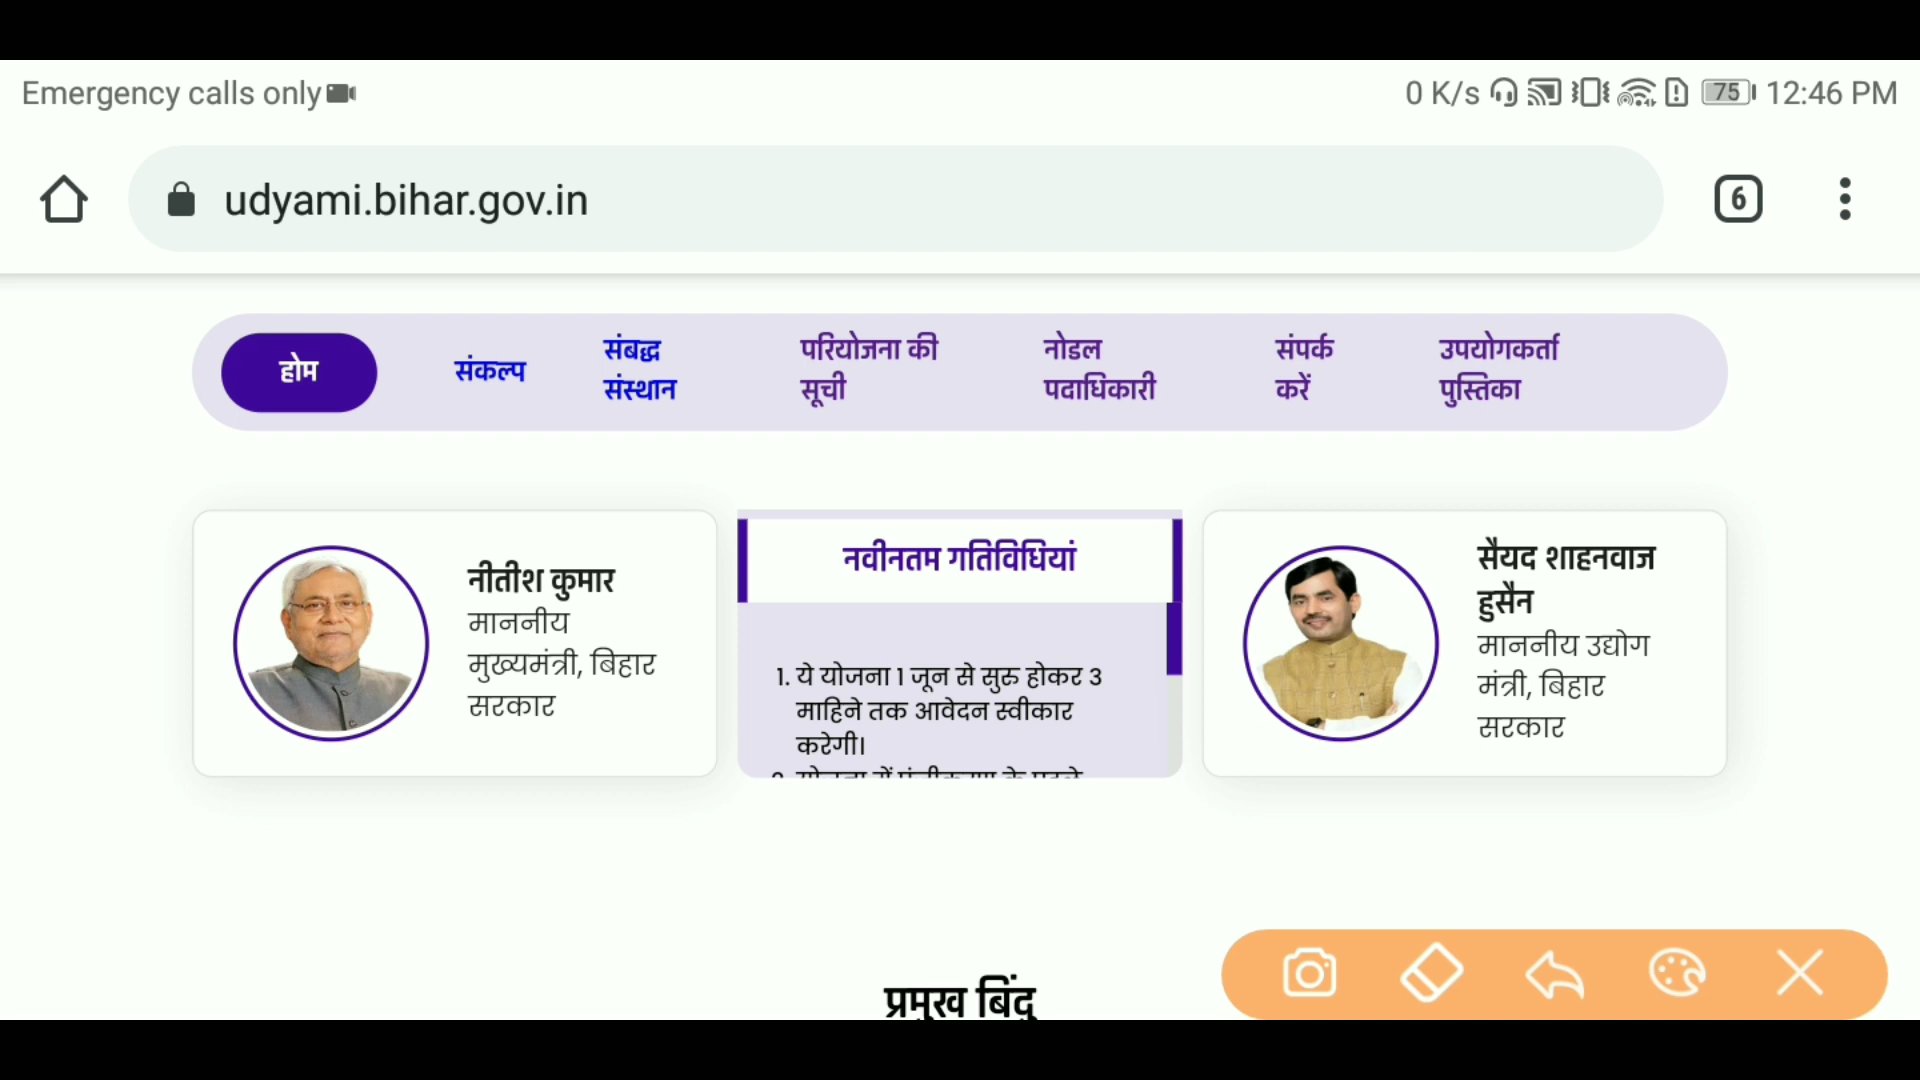 Emergency calls only
0 K/s 75 12:46 PM
udyami.bihar.gov.in
6
होम
संकल्प
संबद्ध
संस्थान
परियोजना की
सूची
नोडल
पदाधिकारी
संपर्क
करें
उपयोगकर्ता
पुस्तिका
नीतीश कुमार
माननीय
मुख्यमंत्री, बिहार
सरकार
नवीनतम गतिविधियां
1. ये योजना 1 जून से सुरु होकर 3
माहिने तक आवेदन स्वीकार
करेगी।
सैयद शाहनवाज
हुसैन
माननीय उद्योग
मंत्री, बिहार
सरकार
प्रमुख बिंदु